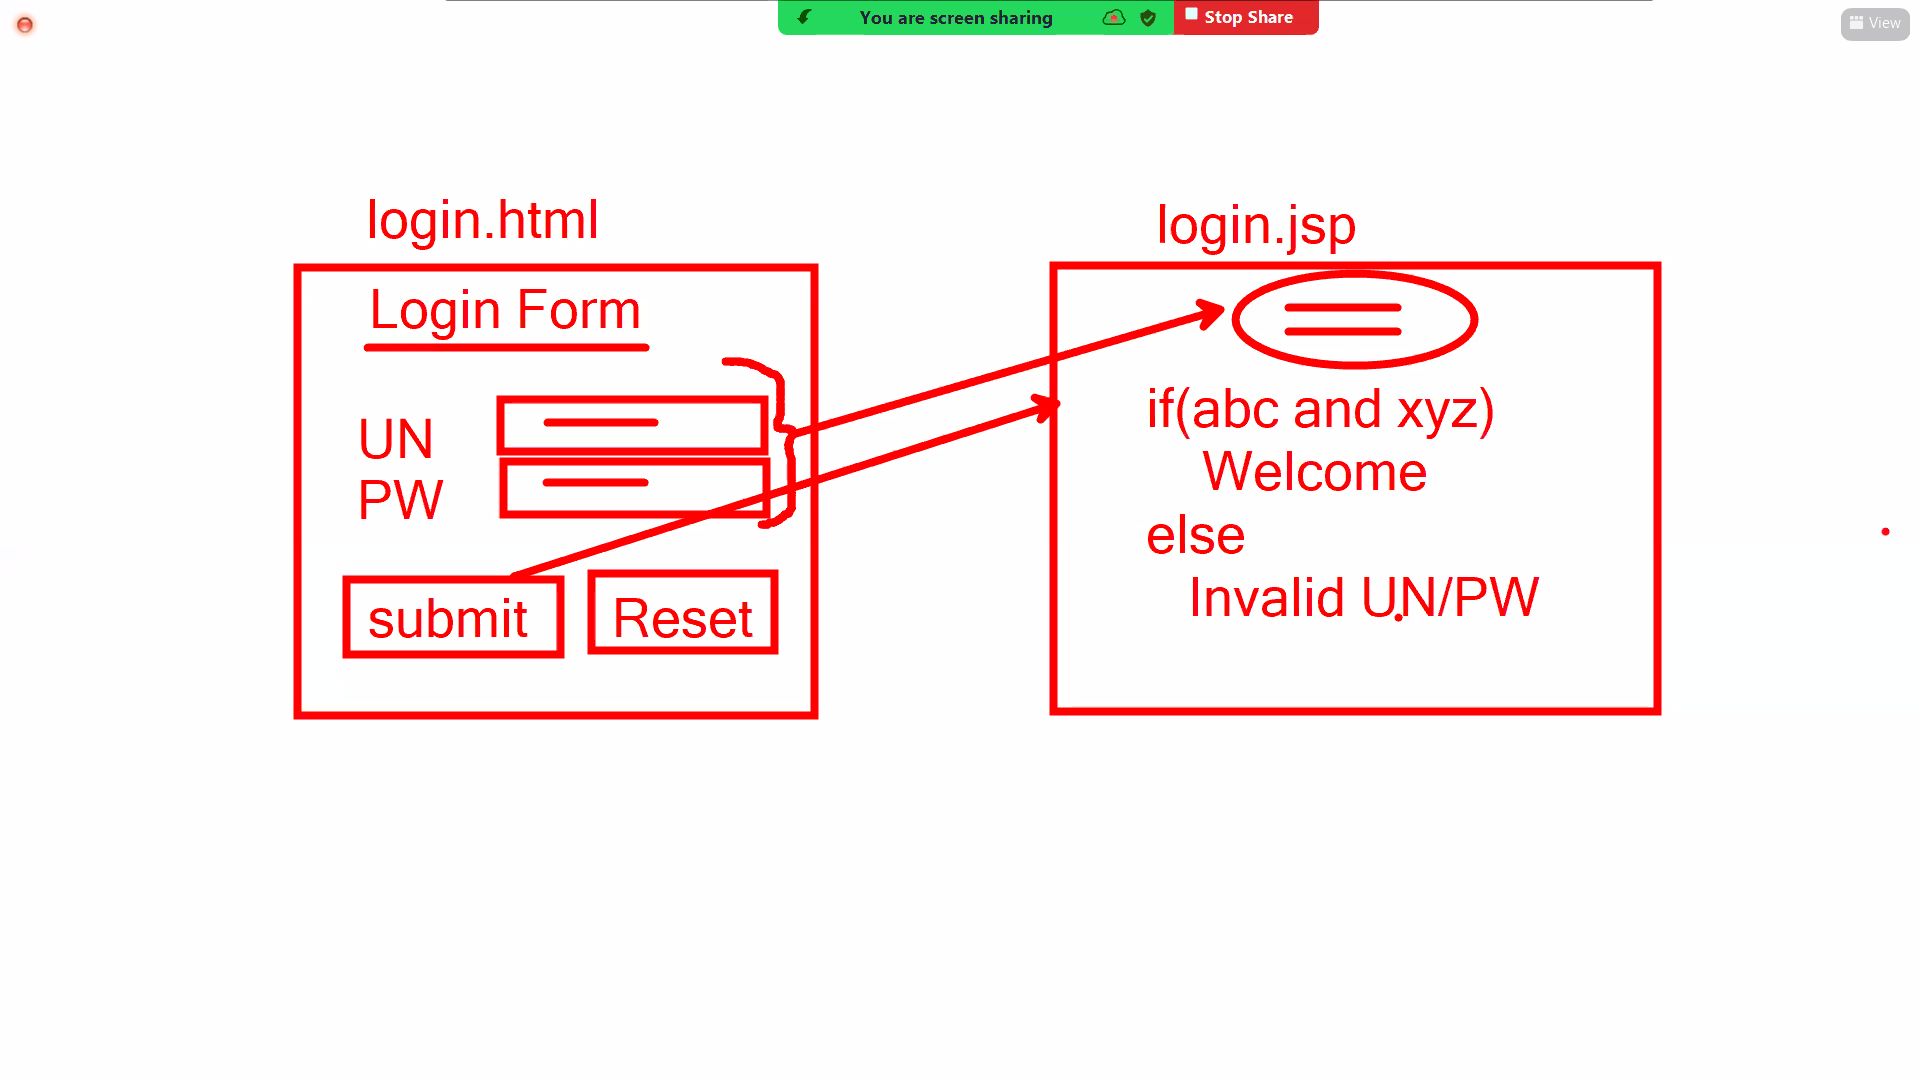 You are screen sharing
Stop Share
View
login.html
Login Form
UN
PW
submit
Reset
login.jsp
if(abc and xyz)
Welcome
else
Invalid UN/PW